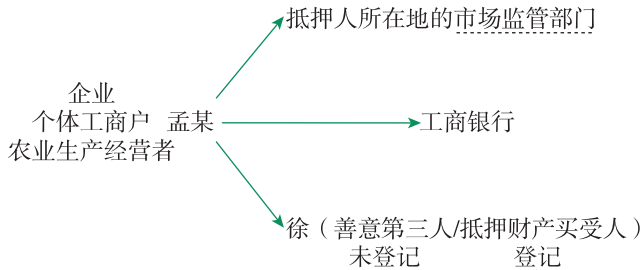 抵押人所在地的市场监管部门
企业
个体工商户 孟某
工商银行
农业生产经营者
徐（善意第三人/抵押财产买受人）
未登记 登记